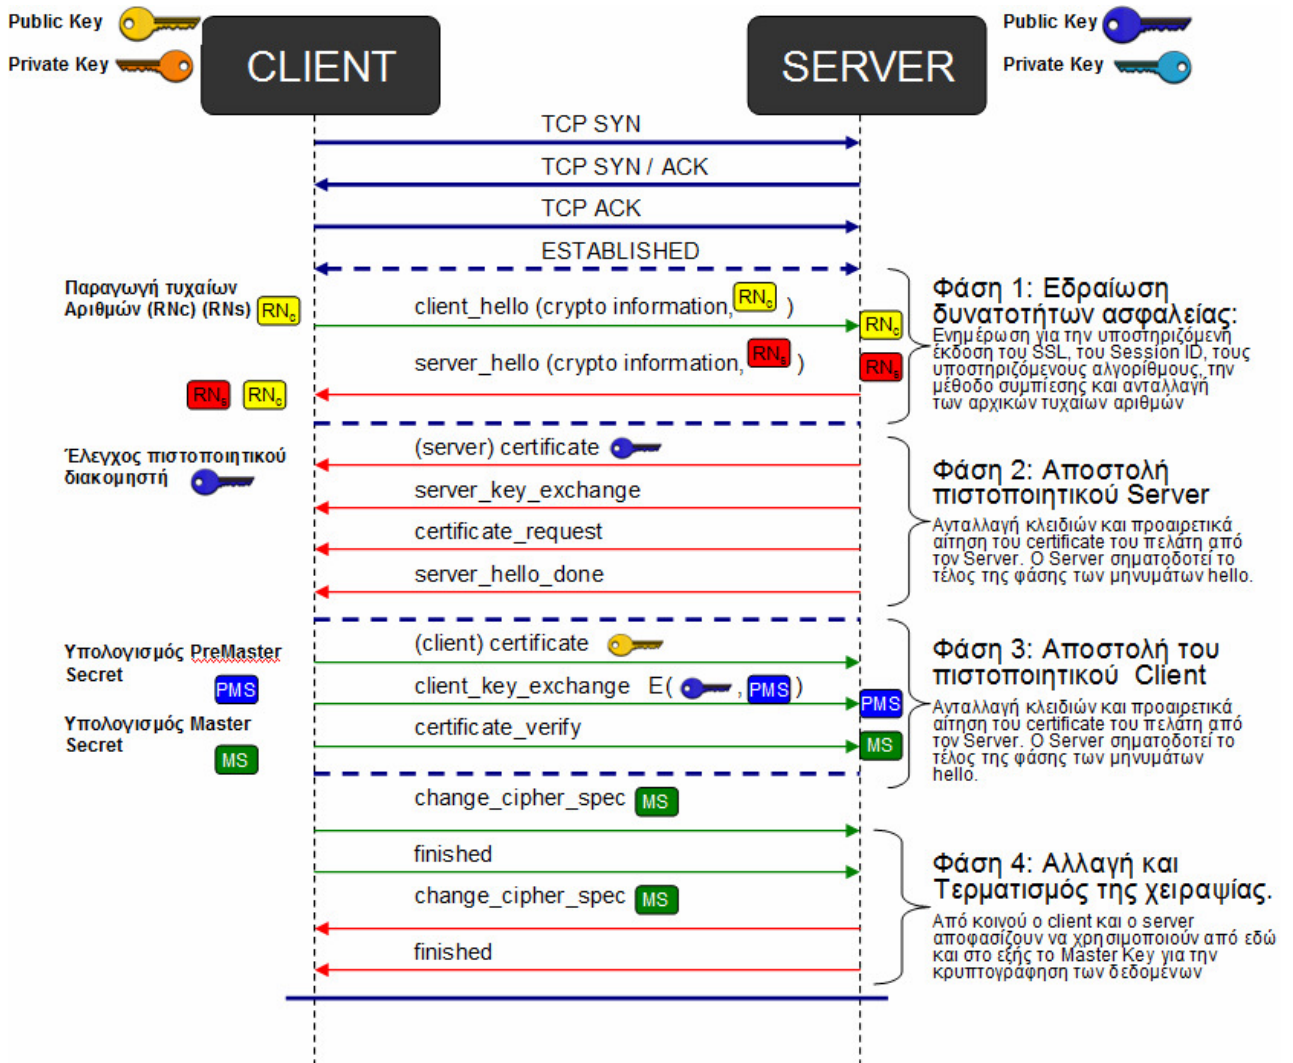 Public Key
Private Key
CLIENT
SERVER
Public Key
Private Key
TCP SYN
TCP SYN / ACK
TCP ACK
ESTABLISHED
Παραγωγή τυχαίων
Αριθμών (RNc) (RNs) RNc
client_hello (crypto information, RNc )
RNc
server_hello (crypto information, RNs )
RNs
RNs RNc
Φάση 1: Εδραίωση
δυνατοτήτων ασφαλείας:
Ενημέρωση για την υποστηριζόμενη
έκδοση του SSL, του Session ID, τους
υποστηριζόμενους αλγορίθμους, την
μέθοδο συμπίεσης και ανταλλαγή
των αρχικών τυχαίων αριθμών
Έλεγχος πιστοποιητικού
διακομηστή
(server) certificate
server_key_exchange
certificate_request
server_hello_done
Φάση 2: Αποστολή
πιστοποιητικού Server
Ανταλλαγή κλειδιών και προαιρετικά
αίτηση του certificate του πελάτη από
τον Server. Ο Server σηματοδοτεί το
τέλος της φάσης των μηνυμάτων hello.
Υπολογισμός PreMaster
Secret
PMS
Υπολογισμός Master
Secret
MS
(client) certificate
client_key_exchange E( , PMS )
PMS
certificate_verify
MS
Φάση 3: Αποστολή του
πιστοποιητικού Client
Ανταλλαγή κλειδιών και προαιρετικά
αίτηση του certificate του πελάτη από
τον Server. Ο Server σηματοδοτεί το
τέλος της φάσης των μηνυμάτων
hello.
change_cipher_spec MS
finished
change_cipher_spec MS
finished
Φάση 4: Αλλαγή και
Τερματισμός της χειραψίας.
Από κοινού ο client και ο server
αποφασίζουν να χρησιμοποιούν από εδώ
και στο εξής το Master Key για την
κρυπτογράφηση των δεδομένων